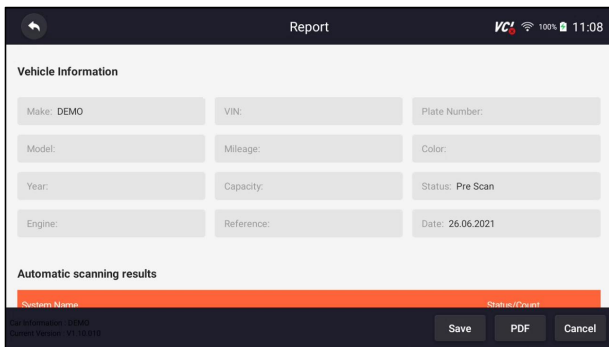 Report
VCI 100% 11:08
Vehicle Information
Make: DEMO VIN: Plate Number:
Model: Mileage: Color:
Year: Capacity: Status: Pre Scan
Engine: Reference: Date: 26.06.2021
Automatic scanning results
System Name Status/Count
Car Information : DEMO
Current Version : V1.10.010
Save PDF Cancel